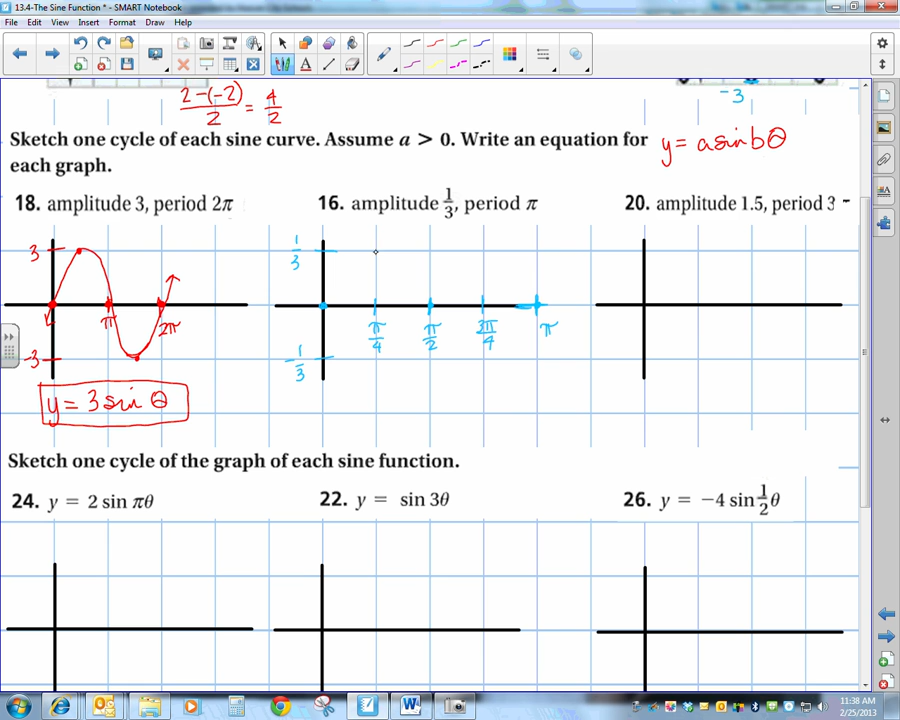 13.4-The Sine Function * - SMART Notebook
File Edit View Insert Format Draw Help
2-(-2)/2 = 4/2
-3
Sketch one cycle of each sine curve. Assume a > 0. Write an equation for
each graph.
y = a sin bθ
18. amplitude 3, period 2π
16. amplitude 1/3, period π
20. amplitude 1.5, period 3
3
π
2π
-3
y = 3 sin θ
1/3
π/4 π/2 3π/4 π
-1/3
Sketch one cycle of the graph of each sine function.
24. y = 2 sin πθ
22. y = sin 3θ
26. y = −4 sin 1/2 θ
11:38 AM
2/25/2013